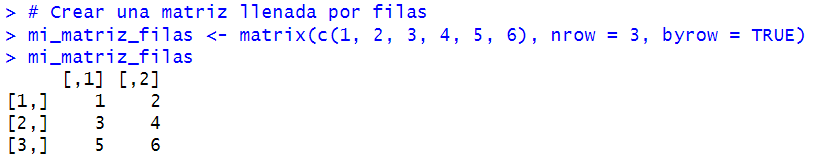 > # Crear una matriz llenada por filas
> mi_matriz_filas <- matrix(c(1, 2, 3, 4, 5, 6), nrow = 3, byrow = TRUE)
> mi_matriz_filas
     [,1] [,2]
[1,]    1    2
[2,]    3    4
[3,]    5    6